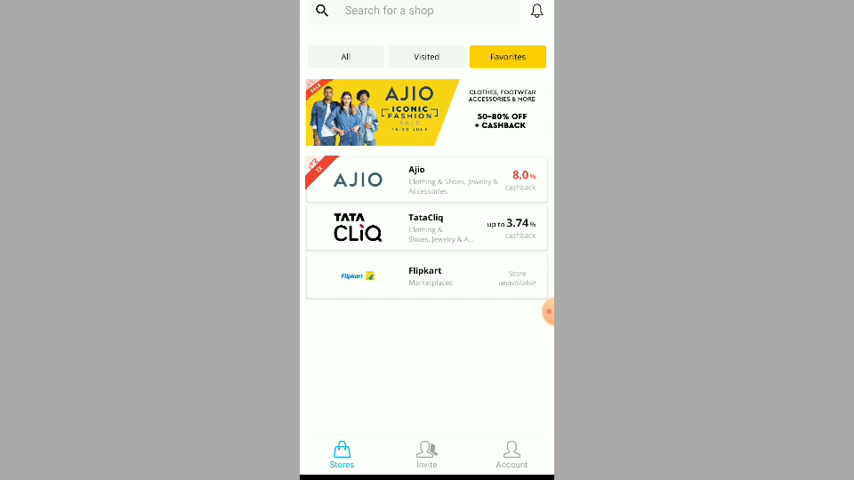 Search for a shop
All
Visited
Favorites
SALE
AJIO
ICONIC
FASHION
SALE
CLOTHES, FOOTWEAR
ACCESSORIES & MORE
50-80% OFF
+ CASHBACK
AJIO
Ajio
Clothing & Shoes, Jewelry &
Accessories
8.0 %
cashback
TATA
CLiQ
TataCliq
Clothing &
Shoes, Jewelry & A...
up to 3.74 %
cashback
Flipkart
Flipkart
Marketplaces
Store
unavailable
Stores
Invite
Account